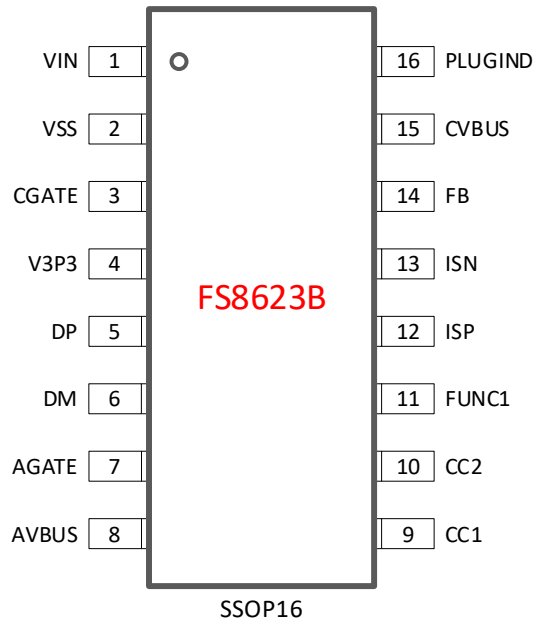 VIN 1 16 PLUGIND
VSS 2 15 CVBUS
CGATE 3 14 FB
V3P3 4 13 ISN
FS8623B
DP 5 12 ISP
DM 6 11 FUNC1
AGATE 7 10 CC2
AVBUS 8 9 CC1
SSOP16